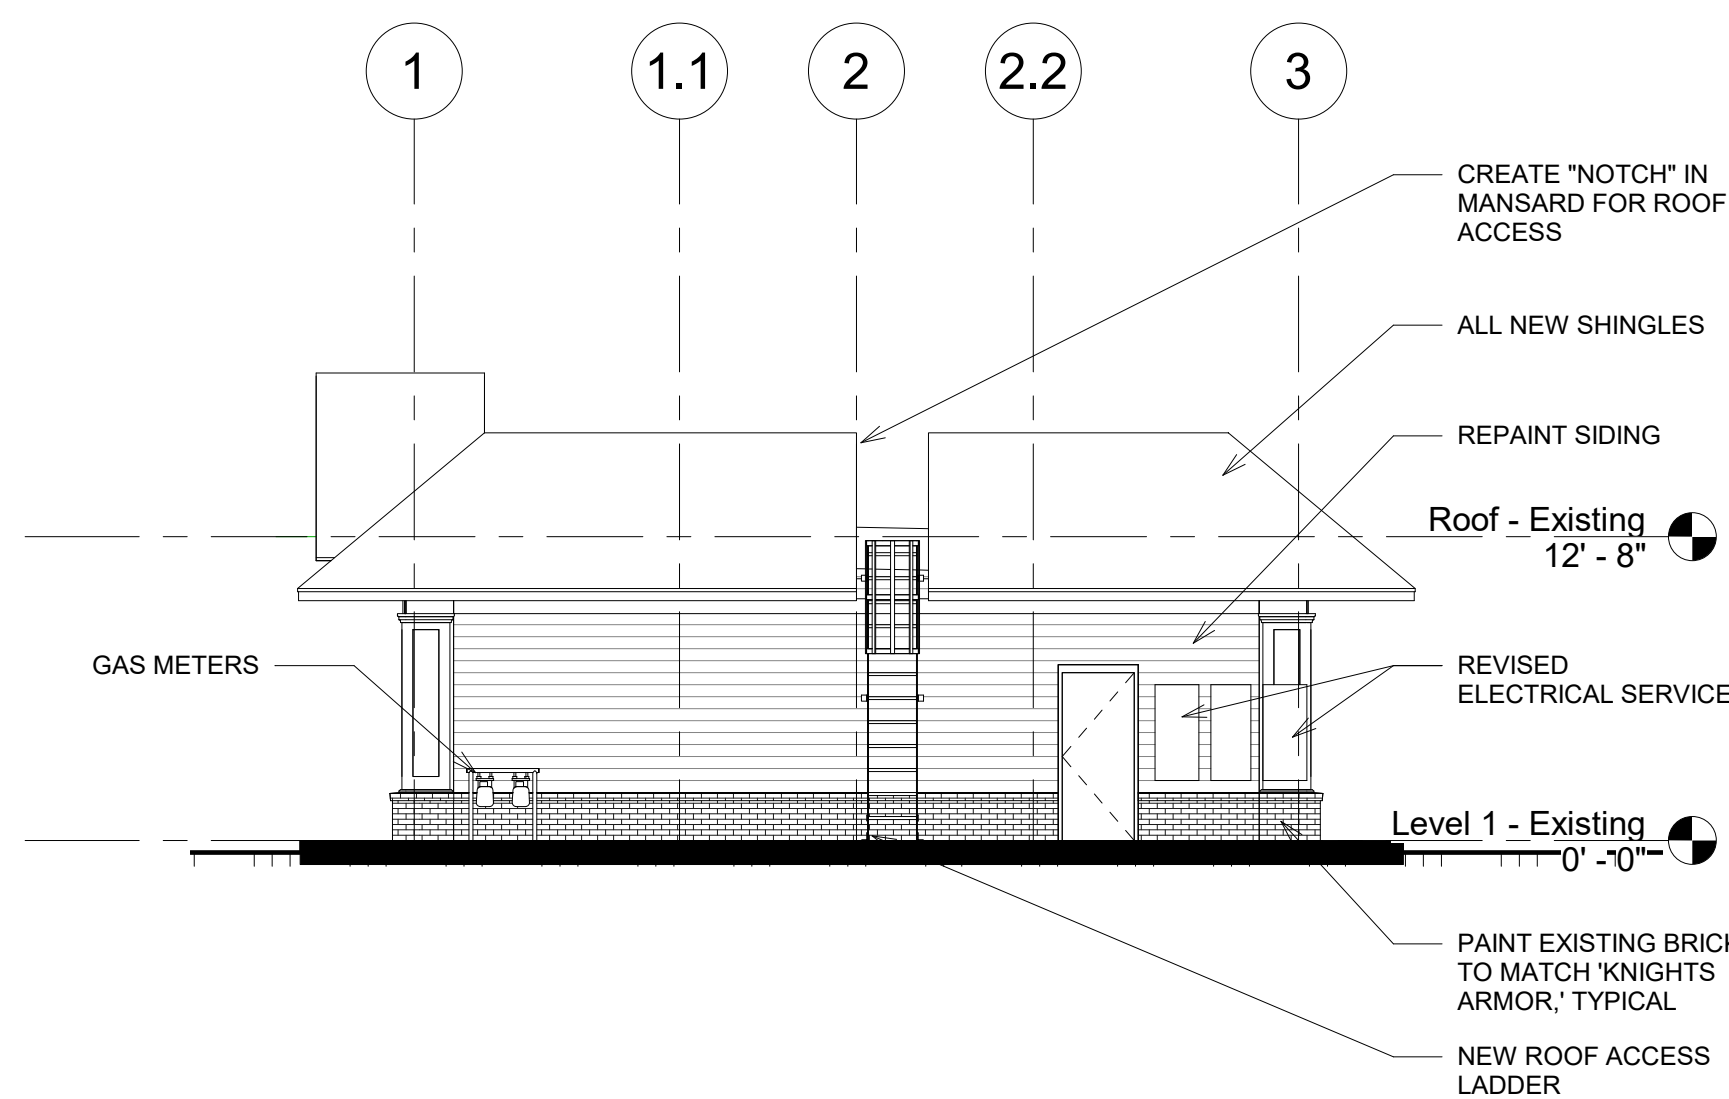 1
1.1
2
2.2
3
CREATE "NOTCH" IN
MANSARD FOR ROOF
ACCESS
ALL NEW SHINGLES
REPAINT SIDING
Roof - Existing
12' - 8"
GAS METERS
REVISED
ELECTRICAL SERVICE
Level 1 - Existing
0' - 0"
PAINT EXISTING BRICK
TO MATCH 'KNIGHTS
ARMOR,' TYPICAL
NEW ROOF ACCESS
LADDER